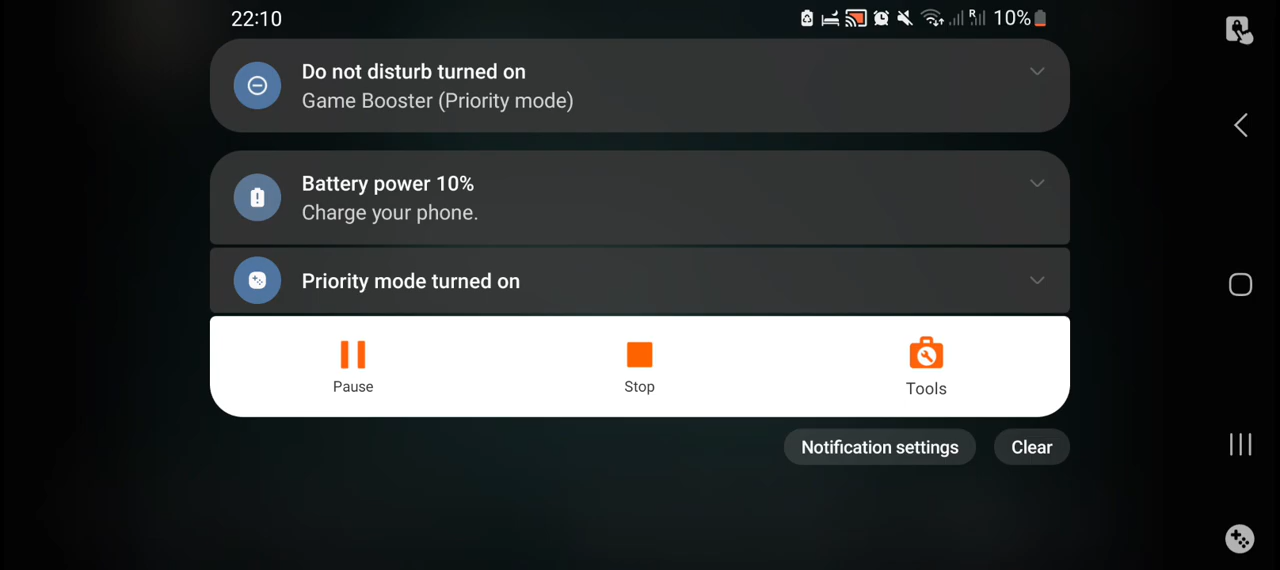 22:10
R
10%
Do not disturb turned on
Game Booster (Priority mode)
Battery power 10%
Charge your phone.
Priority mode turned on
Pause
Stop
Tools
Notification settings
Clear